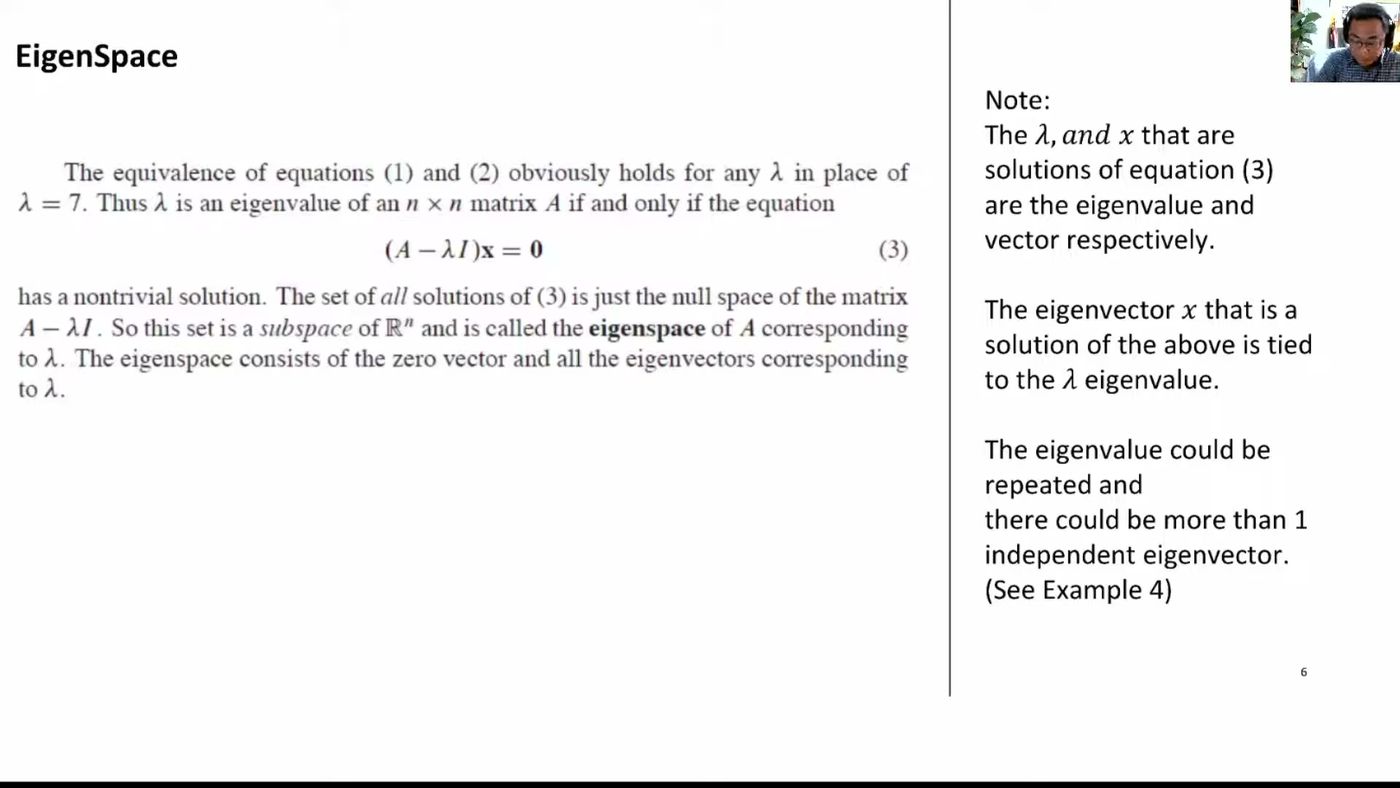 EigenSpace
The equivalence of equations (1) and (2) obviously holds for any λ in place of
λ = 7. Thus λ is an eigenvalue of an n × n matrix A if and only if the equation
(A − λI)x = 0 (3)
has a nontrivial solution. The set of all solutions of (3) is just the null space of the matrix
A − λI. So this set is a subspace of ℝⁿ and is called the eigenspace of A corresponding
to λ. The eigenspace consists of the zero vector and all the eigenvectors corresponding
to λ.
Note:
The λ, and x that are
solutions of equation (3)
are the eigenvalue and
vector respectively.
The eigenvector x that is a
solution of the above is tied
to the λ eigenvalue.
The eigenvalue could be
repeated and
there could be more than 1
independent eigenvector.
(See Example 4)
6